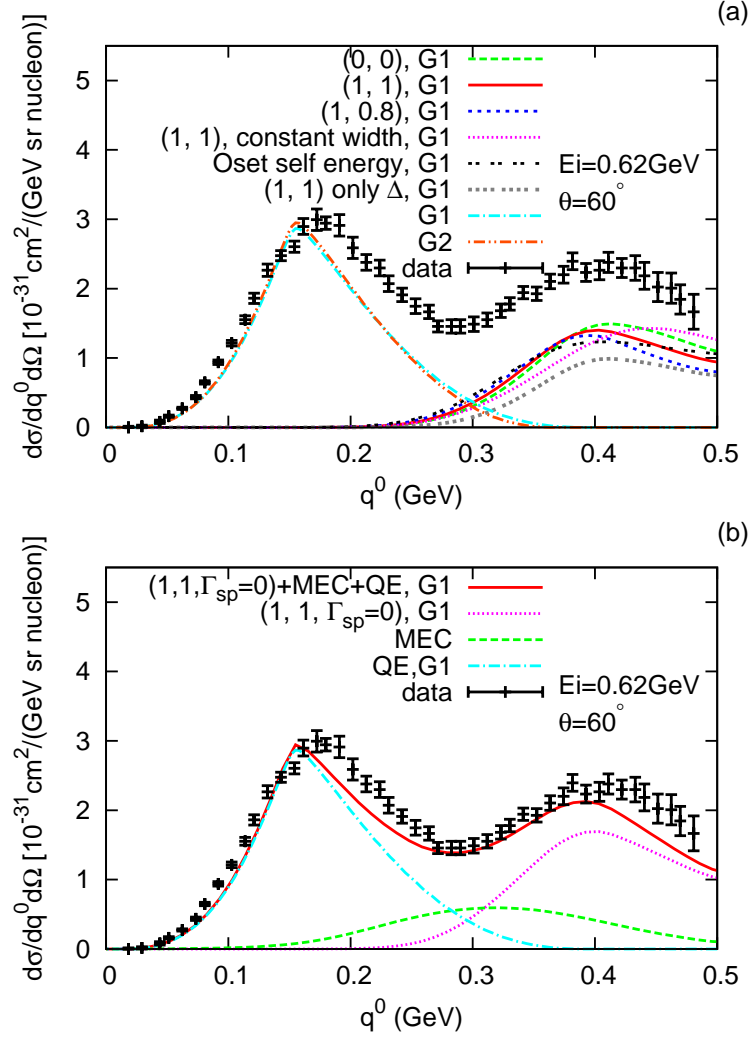 (a)
dσ/dq⁰dΩ [10⁻³¹cm²/(GeV sr nucleon)]
5
4
3
2
1
0
(0, 0), G1
(1, 1), G1
(1, 0.8), G1
(1, 1), constant width, G1
Oset self energy, G1
(1, 1) only Δ, G1
G1
G2
data
Ei=0.62GeV
θ=60°
0 0.1 0.2 0.3 0.4 0.5
q⁰ (GeV)
(b)
dσ/dq⁰dΩ [10⁻³¹cm²/(GeV sr nucleon)]
5
4
3
2
1
0
(1,1,Γsp=0)+MEC+QE, G1
(1, 1, Γsp=0), G1
MEC
QE,G1
data
Ei=0.62GeV
θ=60°
0 0.1 0.2 0.3 0.4 0.5
q⁰ (GeV)